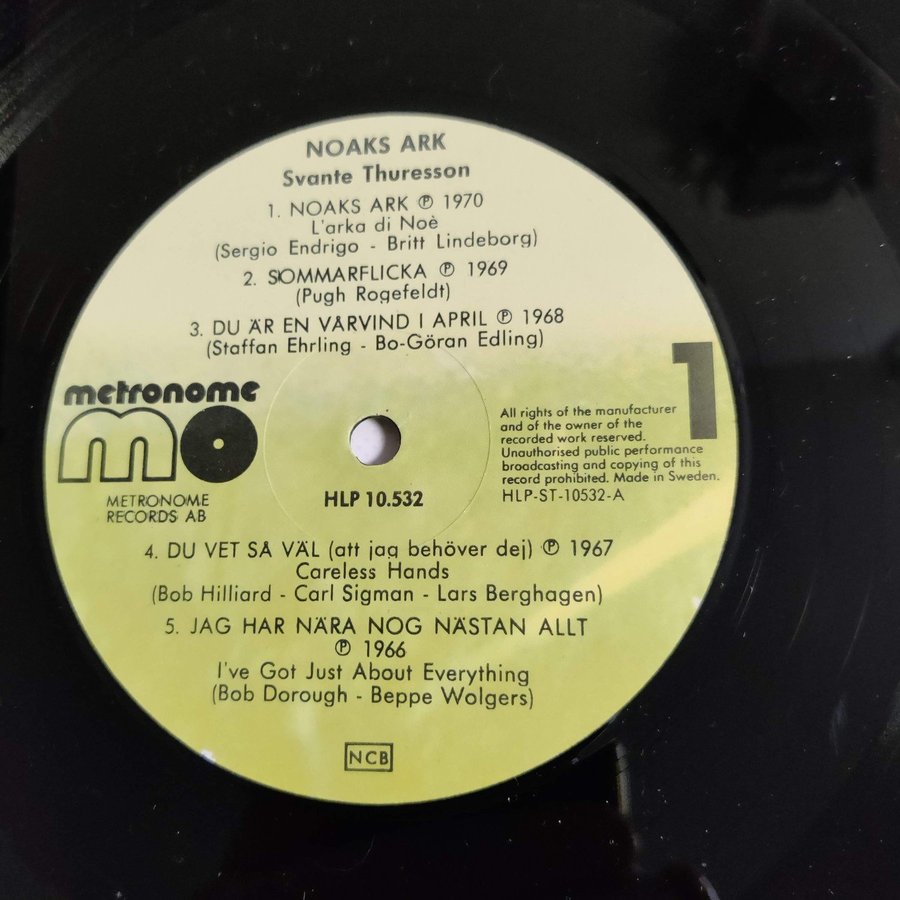 NOAKS ARK
Svante Thuresson
1. NOAKS ARK ℗ 1970
L'arka di Noè
(Sergio Endrigo - Britt Lindeborg)
2. SOMMARFLICKA ℗ 1969
(Pugh Rogefeldt)
3. DU ÄR EN VÅRVIND I APRIL ℗ 1968
(Staffan Ehrling - Bo-Göran Edling)
metronome
mo
METRONOME
RECORDS AB
HLP 10.532
1
All rights of the manufacturer
and of the owner of the
recorded work reserved.
Unauthorised public performance
broadcasting and copying of this
record prohibited. Made in Sweden.
HLP-ST-10532-A
4. DU VET SÅ VÄL (att jag behöver dej) ℗ 1967
Careless Hands
(Bob Hilliard - Carl Sigman - Lars Berghagen)
5. JAG HAR NÄRA NOG NÄSTAN ALLT
℗ 1966
I've Got Just About Everything
(Bob Dorough - Beppe Wolgers)
NCB